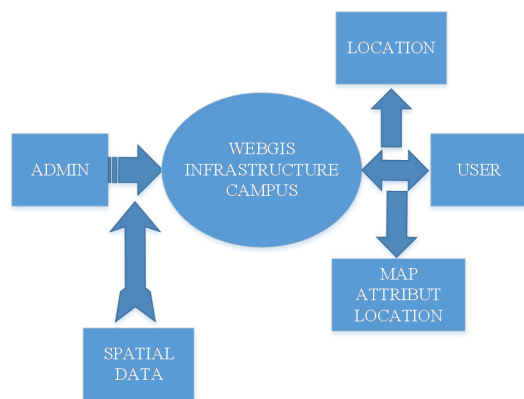 LOCATION
ADMIN
WEBGIS
INFRASTRUCTURE
CAMPUS
USER
MAP
ATTRIBUT
LOCATION
SPATIAL
DATA